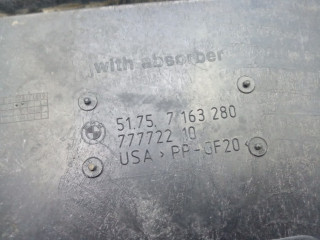 with absorber
51.75. 7 163 280
777722 10
USA > PP-GF20 <